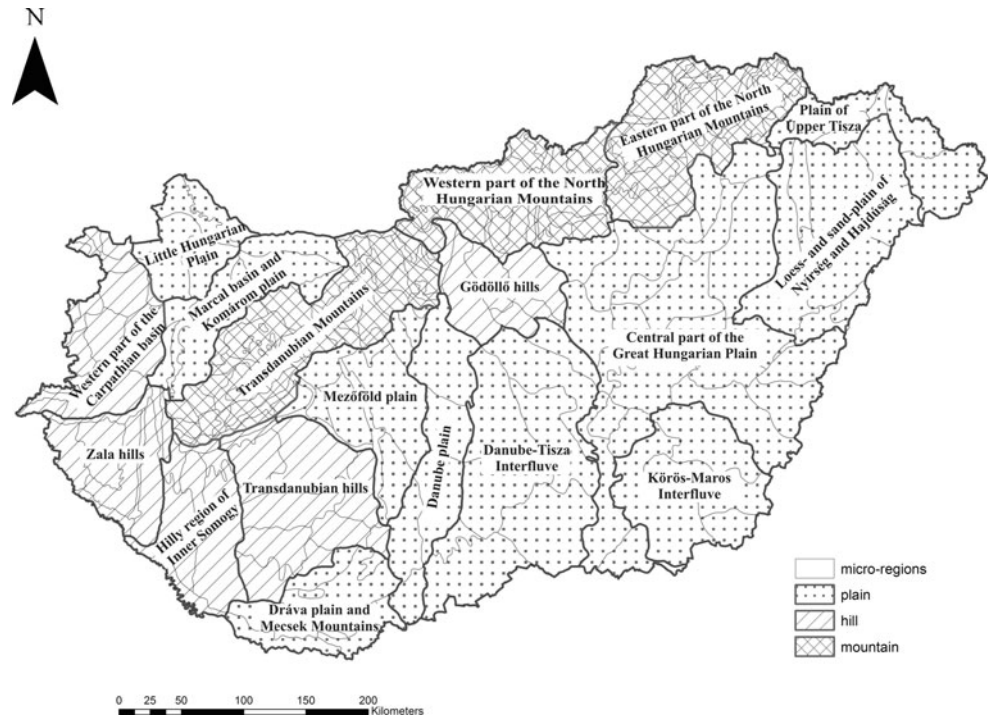 N
Eastern part of the North
Hungarian Mountains
Plain of
Upper Tisza
Western part of the North
Hungarian Mountains
Loess- and sand-plain of
Nyírség and Hajdúság
Little Hungarian
Plain
Marcal basin and
Komárom plain
Gödöllő hills
Western part of the
Carpathian basin
Transdanubian Mountains
Central part of the
Great Hungarian Plain
Mezőföld plain
Zala hills
Danube plain
Danube-Tisza
Interfluve
Transdanubian hills
Körös-Maros
Interfluve
Hilly region of
Inner Somogy
Dráva plain and
Mecsek Mountains
micro-regions
plain
hill
mountain
0 25 50 100 150 200
Kilometers